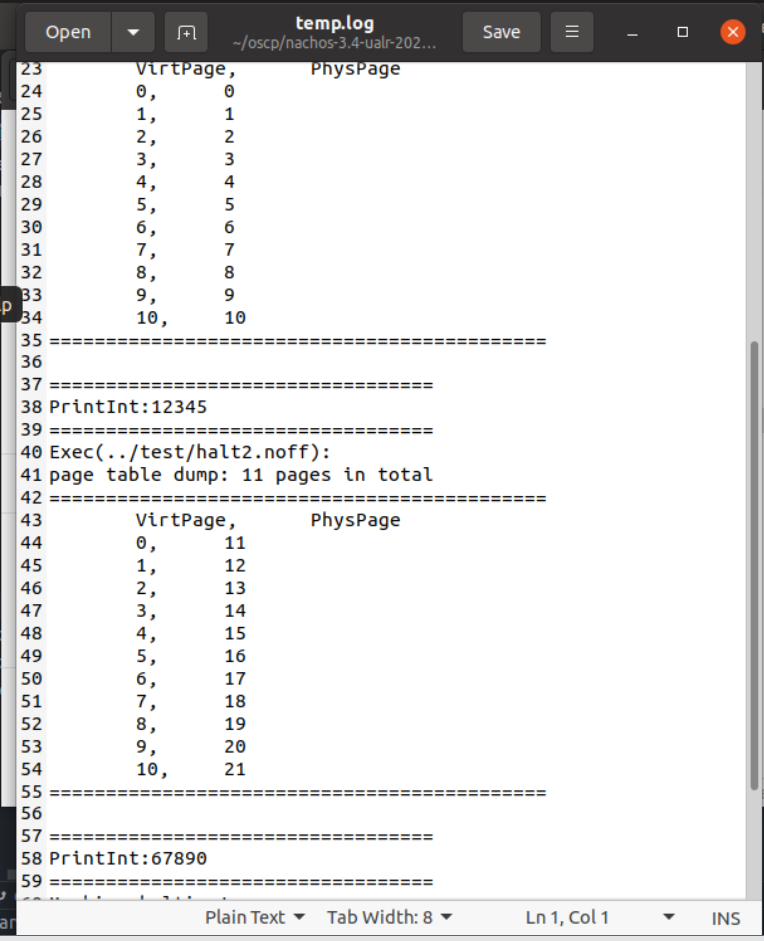 temp.log
Open
~/oscp/nachos-3.4-ualr-202...
Save
23 VirtPage, PhysPage
24 0, 0
25 1, 1
26 2, 2
27 3, 3
28 4, 4
29 5, 5
30 6, 6
31 7, 7
32 8, 8
33 9, 9
34 10, 10
35 ============================================
36
37 ==================================
38 PrintInt:12345
39 ==================================
40 Exec(../test/halt2.noff):
41 page table dump: 11 pages in total
42 ============================================
43 VirtPage, PhysPage
44 0, 11
45 1, 12
46 2, 13
47 3, 14
48 4, 15
49 5, 16
50 6, 17
51 7, 18
52 8, 19
53 9, 20
54 10, 21
55 ============================================
56
57 ==================================
58 PrintInt:67890
59 ==================================
Plain Text Tab Width: 8 Ln 1, Col 1 INS